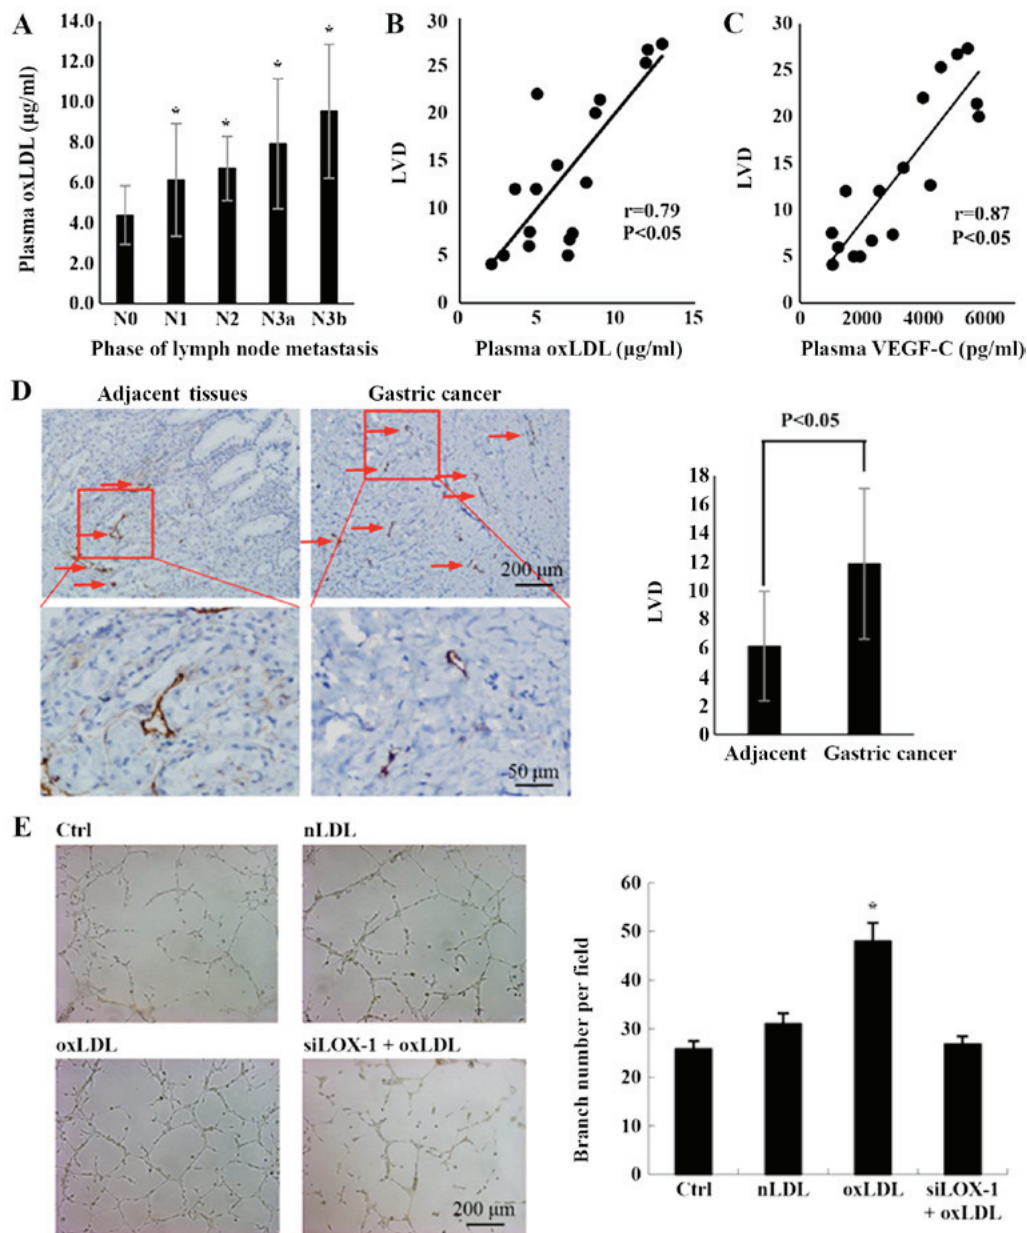 A
Plasma oxLDL (µg/ml)
14.0
12.0
10.0
8.0
6.0
4.0
2.0
0.0
* * * *
N0 N1 N2 N3a N3b
Phase of lymph node metastasis
B
LVD
30
25
20
15
10
5
0
r=0.79
P<0.05
0 5 10 15
Plasma oxLDL (µg/ml)
C
LVD
30
25
20
15
10
5
0
r=0.87
P<0.05
0 2000 4000 6000
Plasma VEGF-C (pg/ml)
D
Adjacent tissues
Gastric cancer
200 µm
50 µm
P<0.05
LVD
18
16
14
12
10
8
6
4
2
0
Adjacent Gastric cancer
E
Ctrl
nLDL
oxLDL
siLOX-1 + oxLDL
200 µm
Branch number per field
60
50
40
30
20
10
0
*
Ctrl nLDL oxLDL siLOX-1
+ oxLDL